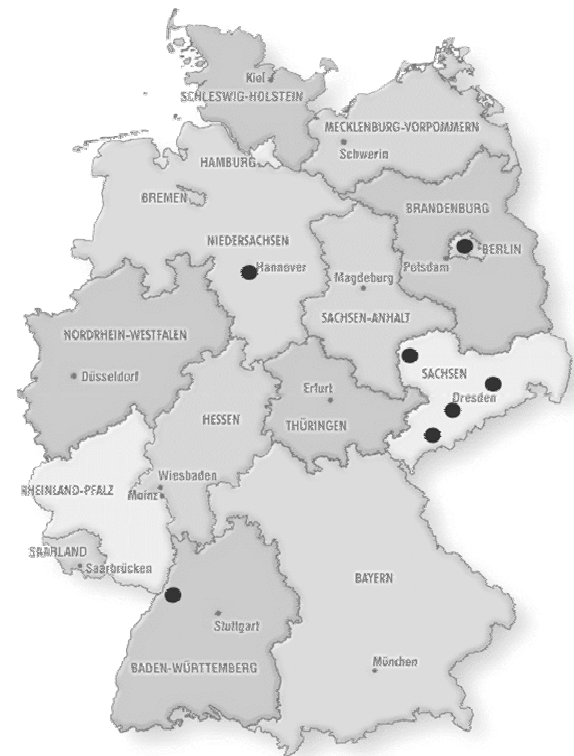 Kiel
SCHLESWIG-HOLSTEIN
MECKLENBURG-VORPOMMERN
Schwerin
HAMBURG
BREMEN
BRANDENBURG
NIEDERSACHSEN
BERLIN
Hannover
Potsdam
Magdeburg
SACHSEN-ANHALT
NORDRHEIN-WESTFALEN
Düsseldorf
SACHSEN
Erfurt
Dresden
HESSEN
THÜRINGEN
Wiesbaden
RHEINLAND-PFALZ
Mainz
SAARLAND
Saarbrücken
BAYERN
Stuttgart
BADEN-WÜRTTEMBERG
München